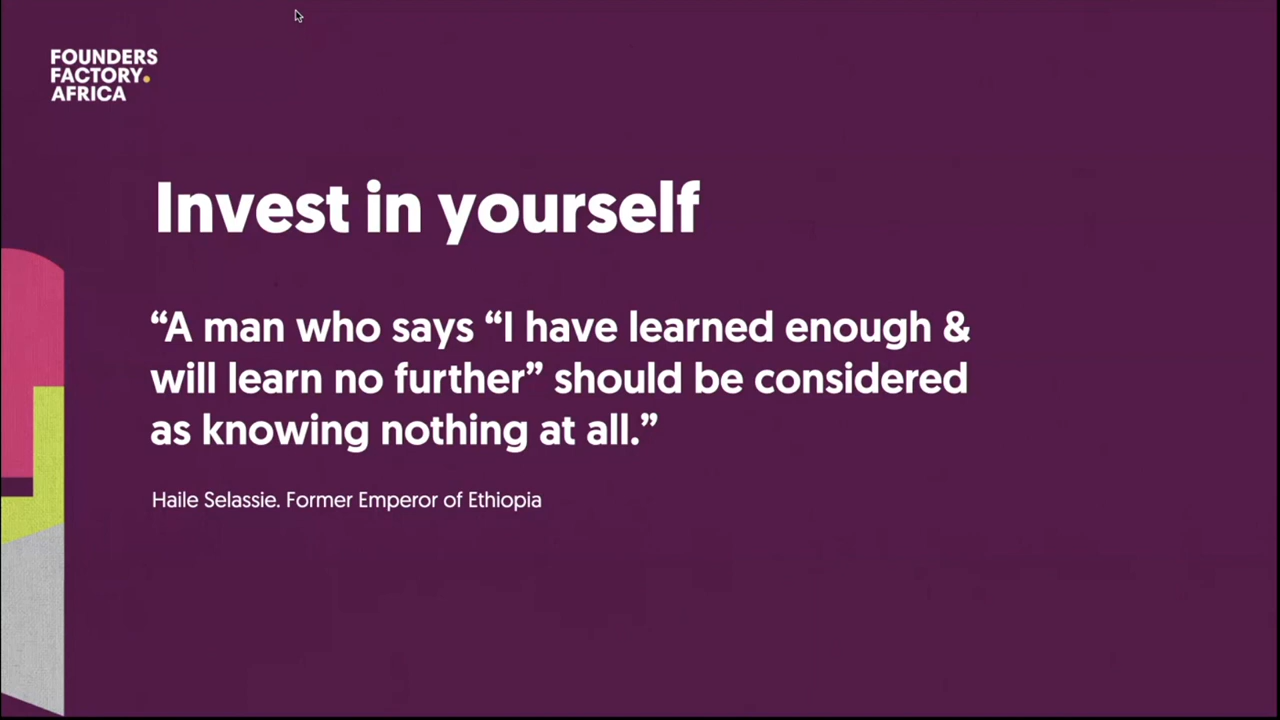 FOUNDERS
FACTORY.
AFRICA
Invest in yourself
“A man who says “I have learned enough &
will learn no further” should be considered
as knowing nothing at all.”
Haile Selassie. Former Emperor of Ethiopia